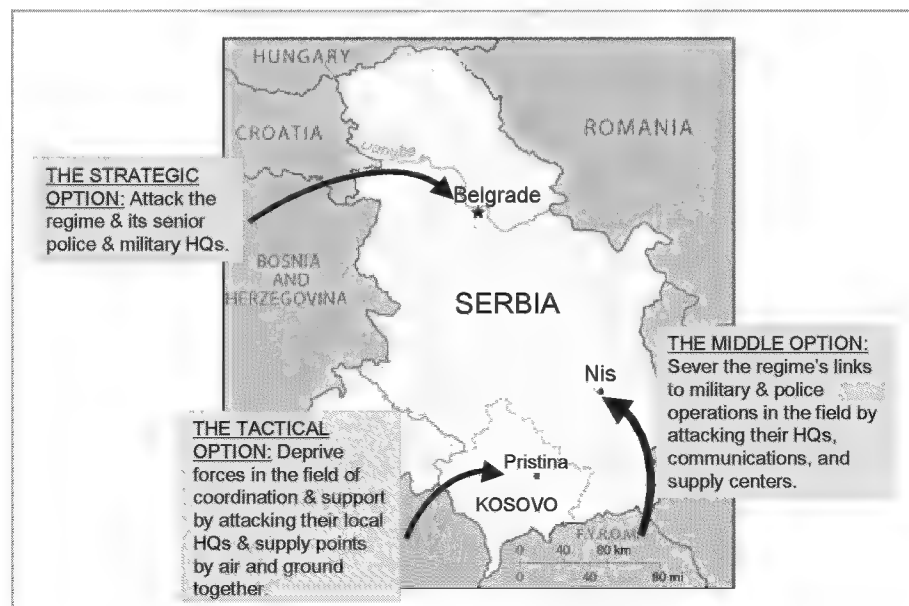 HUNGARY
CROATIA
ROMANIA
Danube
THE STRATEGIC
OPTION: Attack the
regime & its senior
police & military HQs.
Belgrade
BOSNIA
AND
HERZEGOVINA
SERBIA
THE MIDDLE OPTION:
Sever the regime's links
to military & police
operations in the field by
attacking their HQs,
communications, and
supply centers.
Nis
THE TACTICAL
OPTION: Deprive
forces in the field of
coordination & support
by attacking their local
HQs & supply points
by air and ground
together.
Pristina
KOSOVO
F.Y.R.O.M.
0 40 80 km
0 40 80 mi